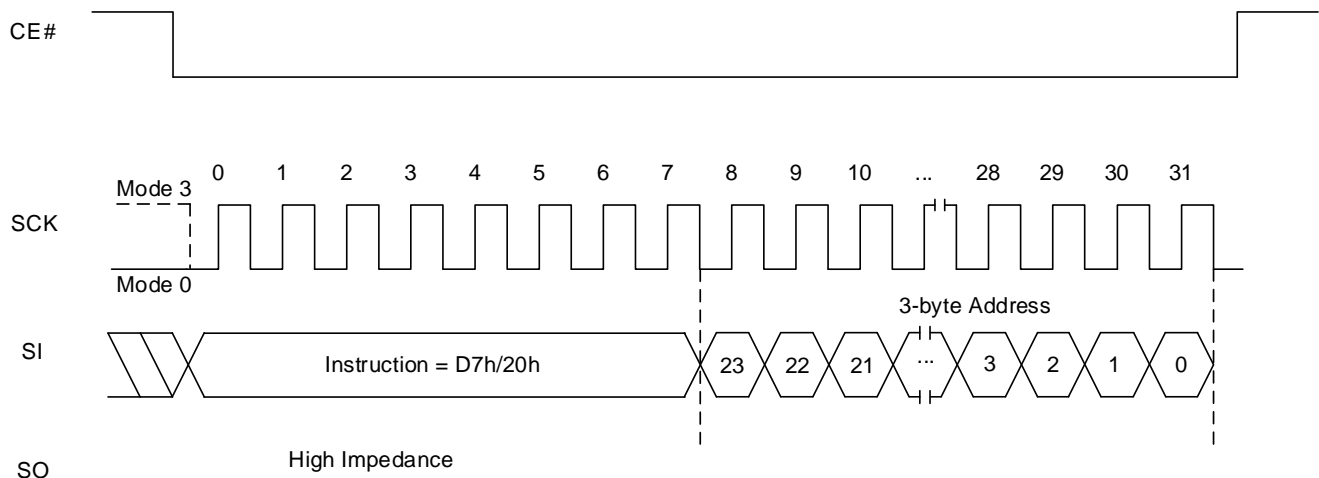 CE#
0 1 2 3 4 5 6 7 8 9 10 ... 28 29 30 31
Mode 3
SCK
Mode 0
3-byte Address
SI
Instruction = D7h/20h
23 22 21 ... 3 2 1 0
High Impedance
SO